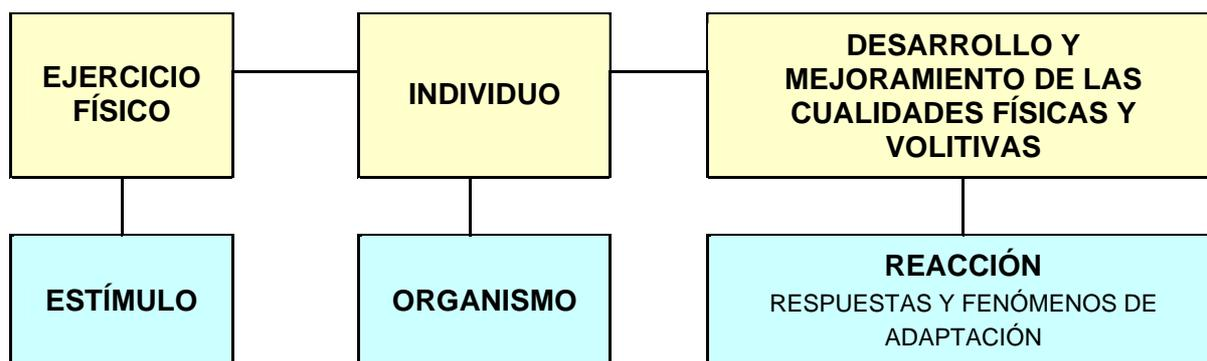 EJERCICIO
FÍSICO
INDIVIDUO
DESARROLLO Y
MEJORAMIENTO DE LAS
CUALIDADES FÍSICAS Y
VOLITIVAS
ESTÍMULO
ORGANISMO
REACCIÓN
RESPUESTAS Y FENÓMENOS DE
ADAPTACIÓN